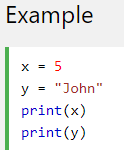 Example
x = 5
y = "John"
print(x)
print(y)